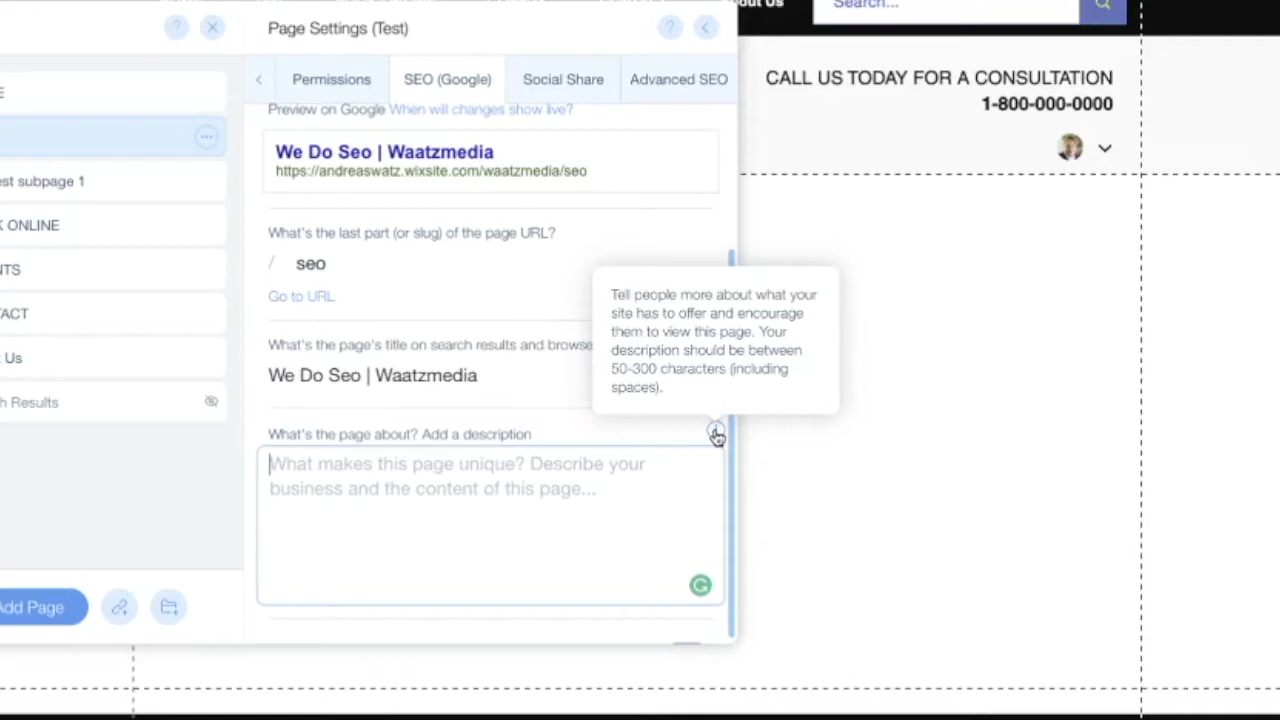 out Us
Search...
?
Page Settings (Test)
?
E
Permissions
SEO (Google)
Social Share
Advanced SEO
CALL US TODAY FOR A CONSULTATION
1-800-000-0000
Preview on Google When will changes show live?
We Do Seo | Waatzmedia
https://andreaswatz.wixsite.com/waatzmedia/seo
est subpage 1
K ONLINE
NTS
TACT
t Us
h Results
What's the last part (or slug) of the page URL?
/ seo
Go to URL
What's the page's title on search results and browse
We Do Seo | Waatzmedia
Tell people more about what your
site has to offer and encourage
them to view this page. Your
description should be between
50-300 characters (including
spaces).
What's the page about? Add a description
What makes this page unique? Describe your
business and the content of this page...
Add Page